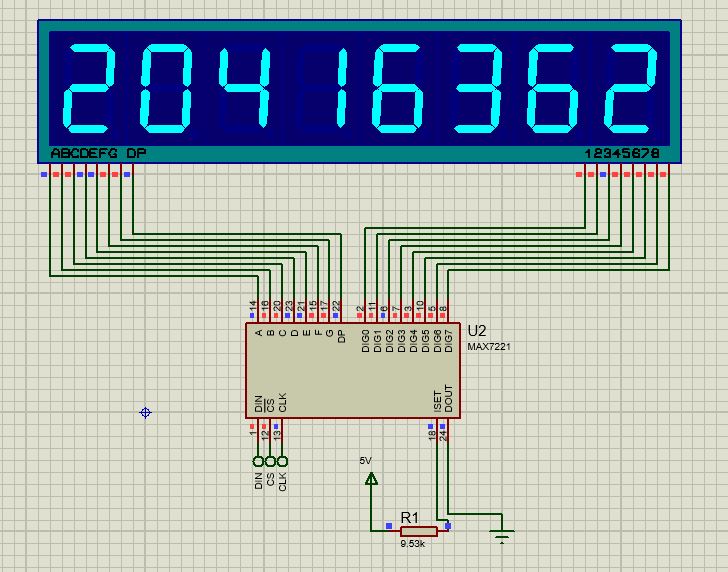 20416362
ABCDEFG DP
12345678
14 16 20 23 21 15 17 22
2 11 6 7 3 10 5 8
A B C D E F G DP
DIG0 DIG1 DIG2 DIG3 DIG4 DIG5 DIG6 DIG7
U2
MAX7221
DIN CS CLK
ISET DOUT
1 12 13
18 24
DIN CS CLK
5V
R1
9.53k